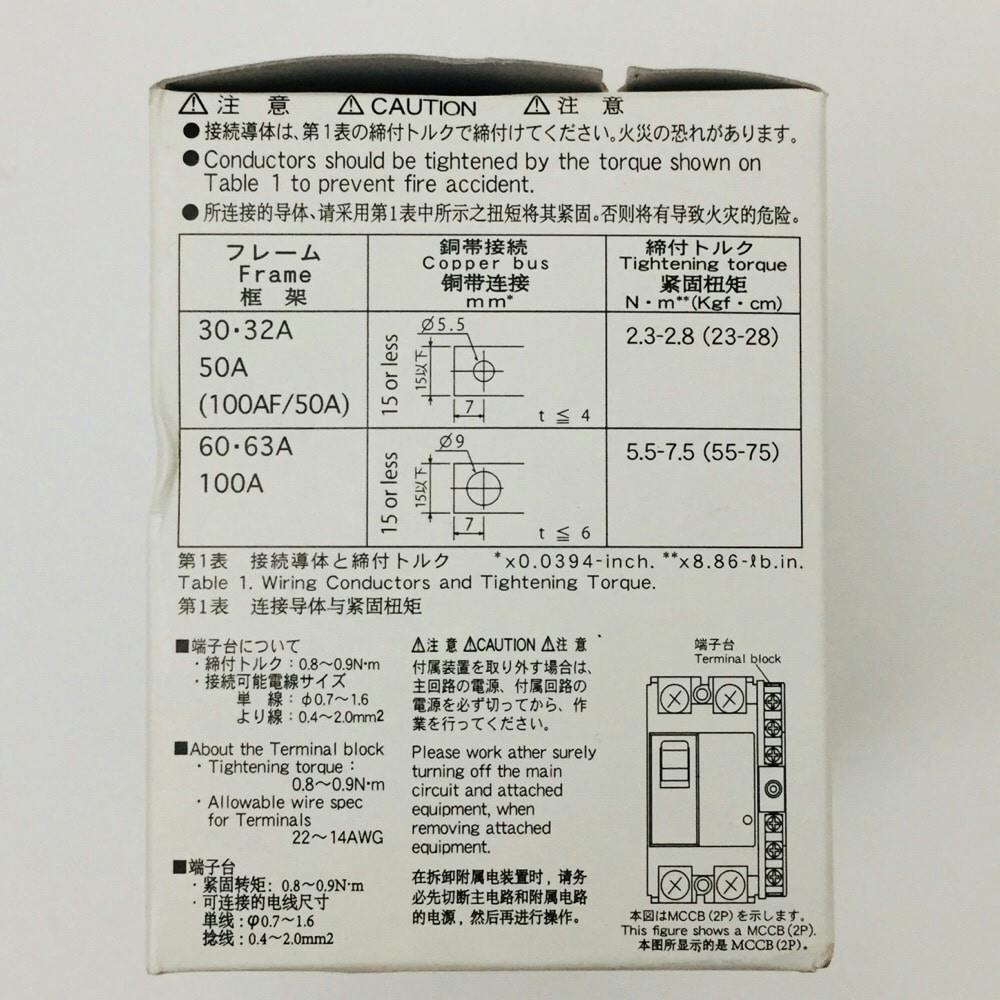 ⚠注 意 ⚠CAUTION ⚠注 意
●接続導体は、第1表の締付トルクで締付けてください。火災の恐れがあります。
●Conductors should be tightened by the torque shown on
Table 1 to prevent fire accident.
●所连接的导体、请采用第1表中所示之扭短将其紧固。否则将有导致火灾的危险。
フレーム
Frame
框 架
銅帯接続
Copper bus
铜带连接
mm*
締付トルク
Tightening torque
紧固扭矩
N・m**(Kgf・cm)
30・32A
50A
(100AF/50A)
15 or less
15以下
∅5.5
7
t ≦ 4
2.3-2.8 (23-28)
60・63A
100A
15 or less
15以下
∅9
7
t ≦ 6
5.5-7.5 (55-75)
第1表 接続導体と締付トルク *x0.0394-inch. **x8.86-ℓb.in.
Table 1. Wiring Conductors and Tightening Torque.
第1表 连接导体与紧固扭矩
■端子台について
・締付トルク：0.8〜0.9N・m
・接続可能電線サイズ
単 線：φ0.7〜1.6
より線：0.4〜2.0mm2
■About the Terminal block
・Tightening torque：
0.8〜0.9N・m
・Allowable wire spec
for Terminals
22〜14AWG
■端子台
・紧固转矩：0.8〜0.9N・m
・可连接的电线尺寸
単线：φ0.7〜1.6
捻线：0.4〜2.0mm2
⚠注 意 ⚠CAUTION ⚠注 意
付属装置を取り外す場合は、
主回路の電源、付属回路の
電源を必ず切ってから、作
業を行ってください。
Please work ather surely
turning off the main
circuit and attached
equipment, when
removing attached
equipment.
在拆卸附属电装置时，请务
必先切断主电路和附属电路
的电源，然后再进行操作。
端子台
Terminal block
本図はMCCB(2P)を示します。
This figure shows a MCCB(2P).
本图所显示的是 MCCB(2P)。